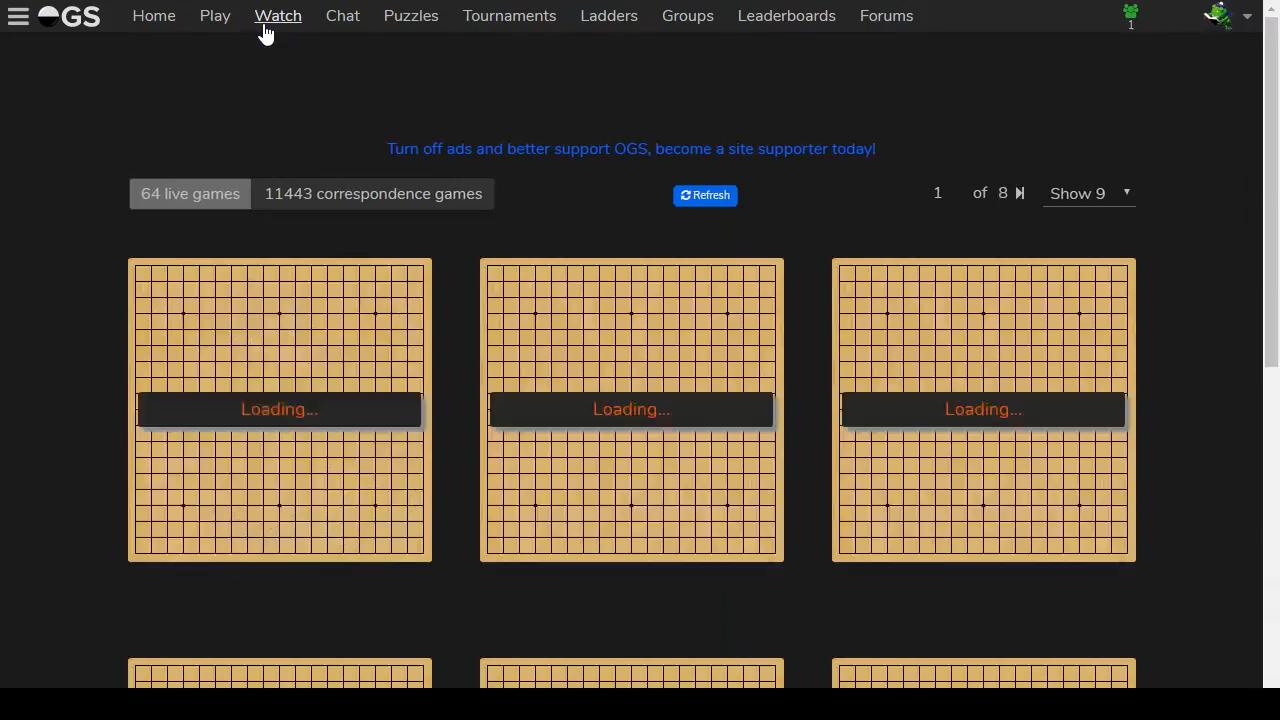 OGS Home Play Watch Chat Puzzles Tournaments Ladders Groups Leaderboards Forums 1
Turn off ads and better support OGS, become a site supporter today!
64 live games 11443 correspondence games Refresh 1 of 8 Show 9
Loading... Loading... Loading...